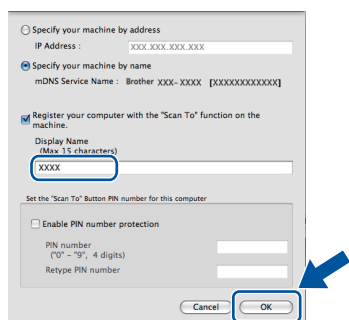 Specify your machine by address
IP Address : XXX.XXX.XXX.XXX
Specify your machine by name
mDNS Service Name : Brother XXX-XXXX [XXXXXXXXXXXX]
Register your computer with the "Scan To" function on the
machine.
Display Name
(Max 15 characters)
XXXX
Set the "Scan To" Button PIN number for this computer
Enable PIN number protection
PIN number
("0" - "9", 4 digits)
Retype PIN number
Cancel OK